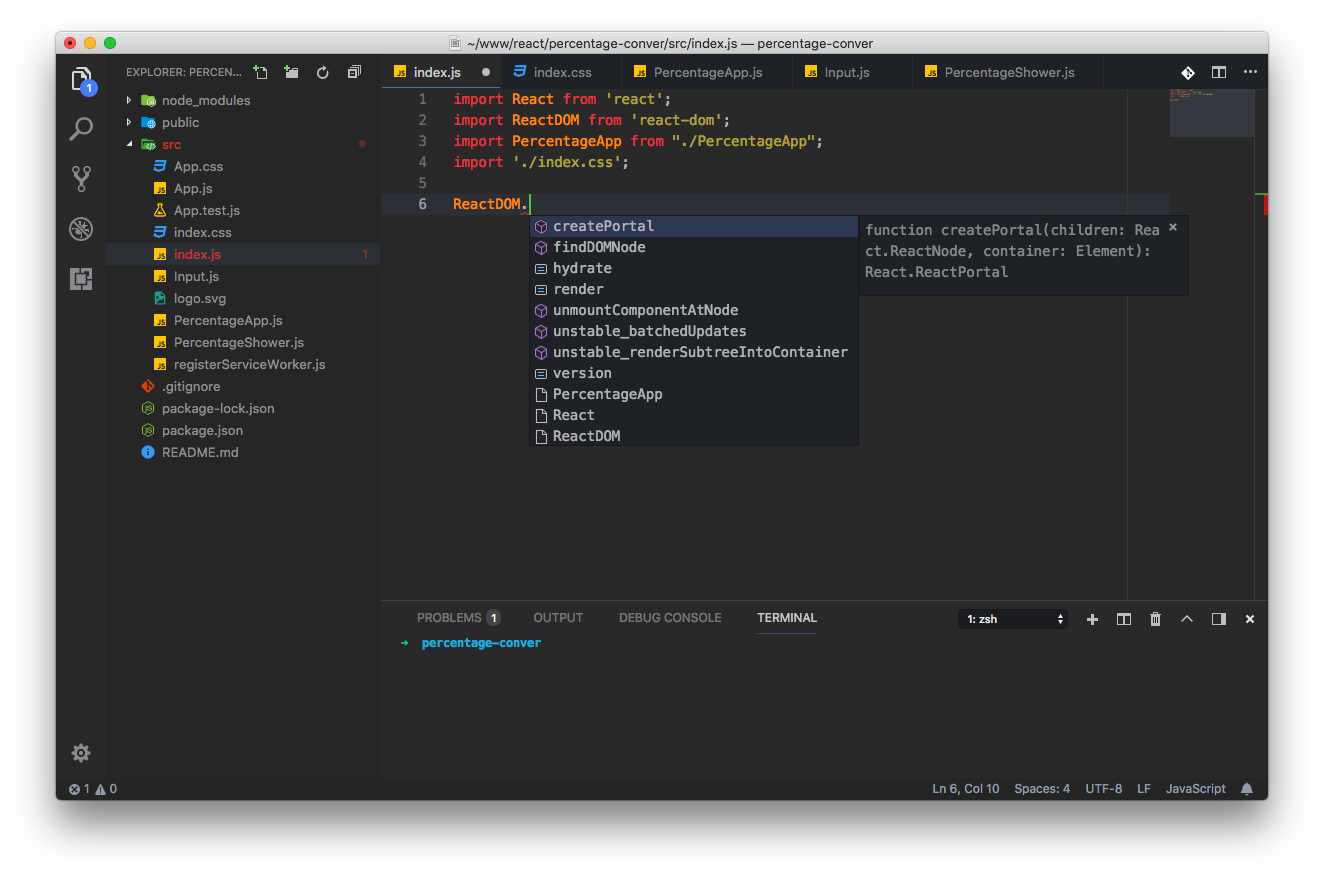 ~/www/react/percentage-conver/src/index.js — percentage-conver
EXPLORER: PERCEN...
node_modules
public
src
App.css
App.js
App.test.js
index.css
index.js 1
Input.js
logo.svg
PercentageApp.js
PercentageShower.js
registerServiceWorker.js
.gitignore
package-lock.json
package.json
README.md
1
index.js
index.css
PercentageApp.js
Input.js
PercentageShower.js
1 import React from 'react';
2 import ReactDOM from 'react-dom';
3 import PercentageApp from "./PercentageApp";
4 import './index.css';
5
6 ReactDOM.
createPortal
findDOMNode
hydrate
render
unmountComponentAtNode
unstable_batchedUpdates
unstable_renderSubtreeIntoContainer
version
PercentageApp
React
ReactDOM
function createPortal(children: Rea
ct.ReactNode, container: Element):
React.ReactPortal
PROBLEMS 1 OUTPUT DEBUG CONSOLE TERMINAL 1: zsh
→ percentage-conver
1 0 Ln 6, Col 10 Spaces: 4 UTF-8 LF JavaScript